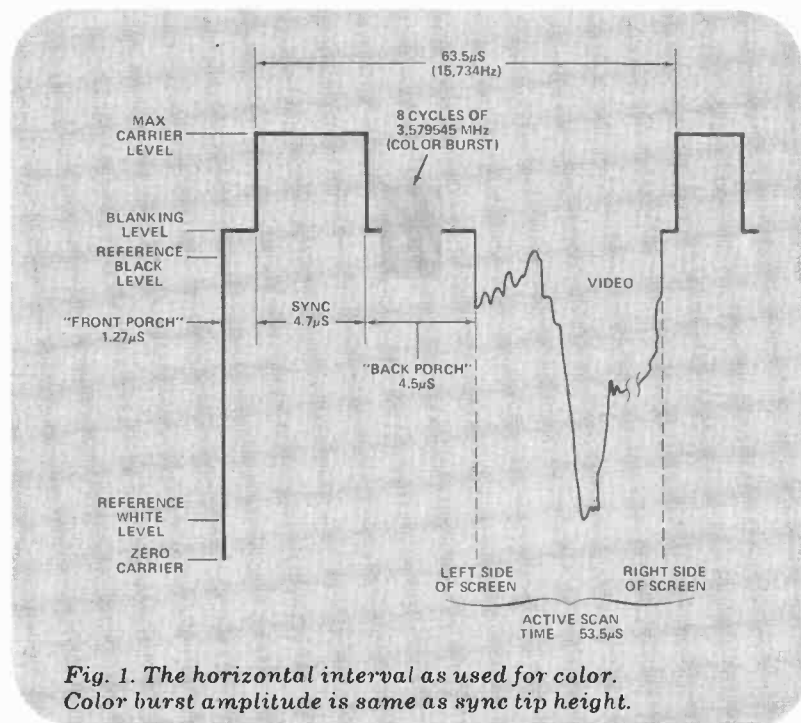 63.5µS
(15,734Hz)
MAX
CARRIER
LEVEL
8 CYCLES OF
3.579545 MHz
(COLOR BURST)
BLANKING
LEVEL
REFERENCE
BLACK
LEVEL
VIDEO
"FRONT PORCH"
1.27µS
SYNC
4.7µS
"BACK PORCH"
4.5µS
REFERENCE
WHITE
LEVEL
ZERO
CARRIER
LEFT SIDE
OF SCREEN
RIGHT SIDE
OF SCREEN
ACTIVE SCAN
TIME 53.5µS
Fig. 1. The horizontal interval as used for color.
Color burst amplitude is same as sync tip height.